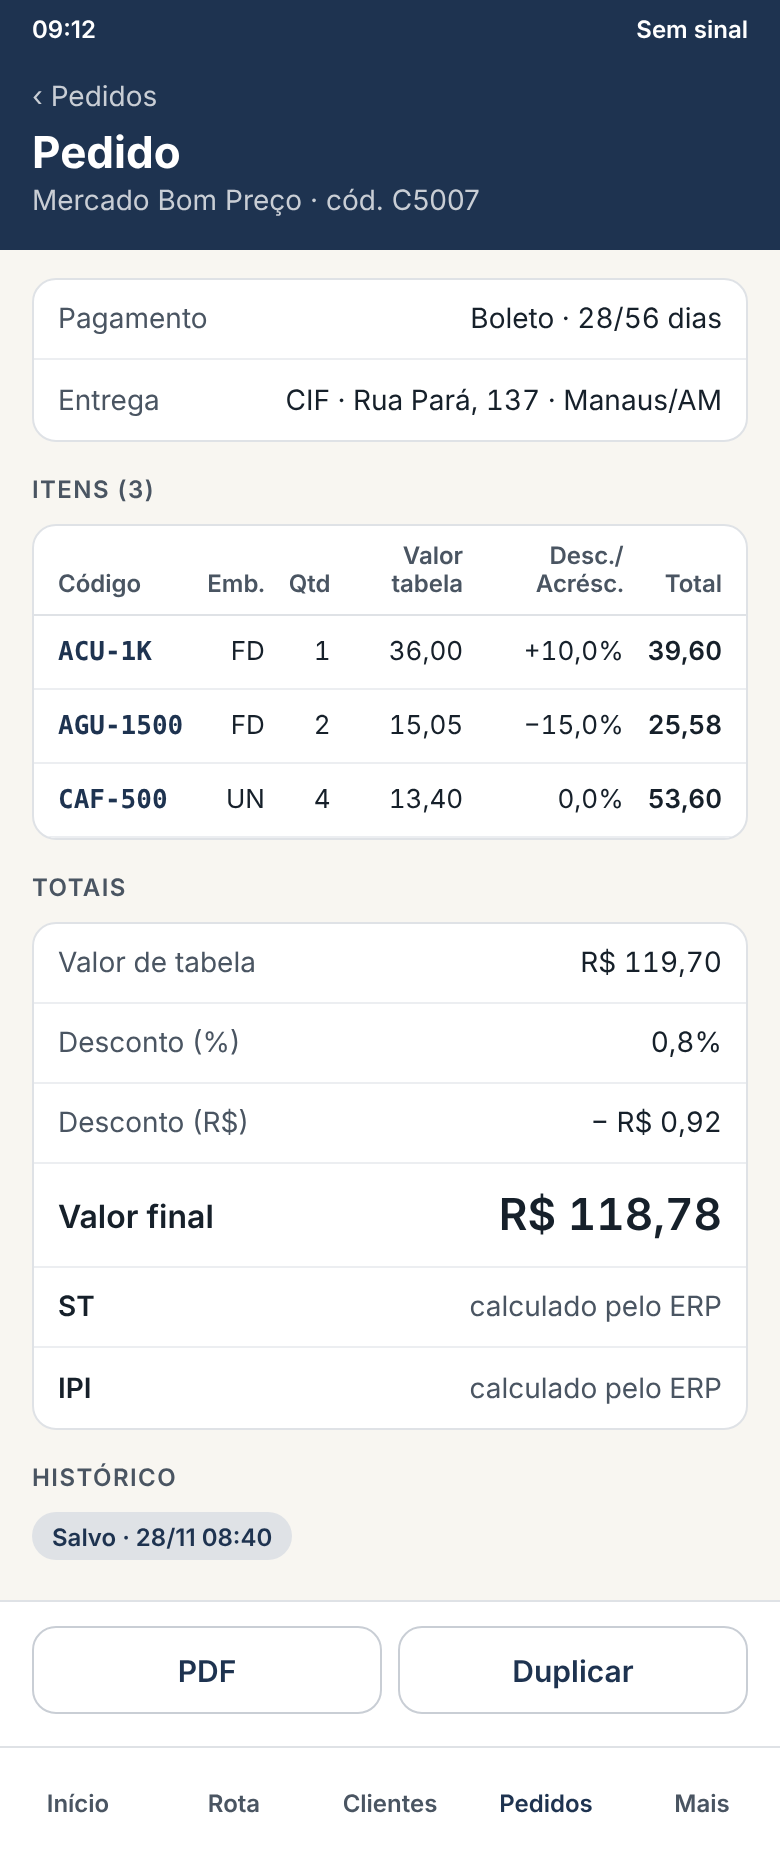 09:12 Sem sinal
‹ Pedidos
Pedido
Mercado Bom Preço · cód. C5007
Pagamento Boleto · 28/56 dias
Entrega CIF · Rua Pará, 137 · Manaus/AM
ITENS (3)
Código Emb. Qtd Valor tabela Desc./ Acrésc. Total
ACU-1K FD 1 36,00 +10,0% 39,60
AGU-1500 FD 2 15,05 −15,0% 25,58
CAF-500 UN 4 13,40 0,0% 53,60
TOTAIS
Valor de tabela R$ 119,70
Desconto (%) 0,8%
Desconto (R$) − R$ 0,92
Valor final R$ 118,78
ST calculado pelo ERP
IPI calculado pelo ERP
HISTÓRICO
Salvo · 28/11 08:40
PDF Duplicar
Início Rota Clientes Pedidos Mais